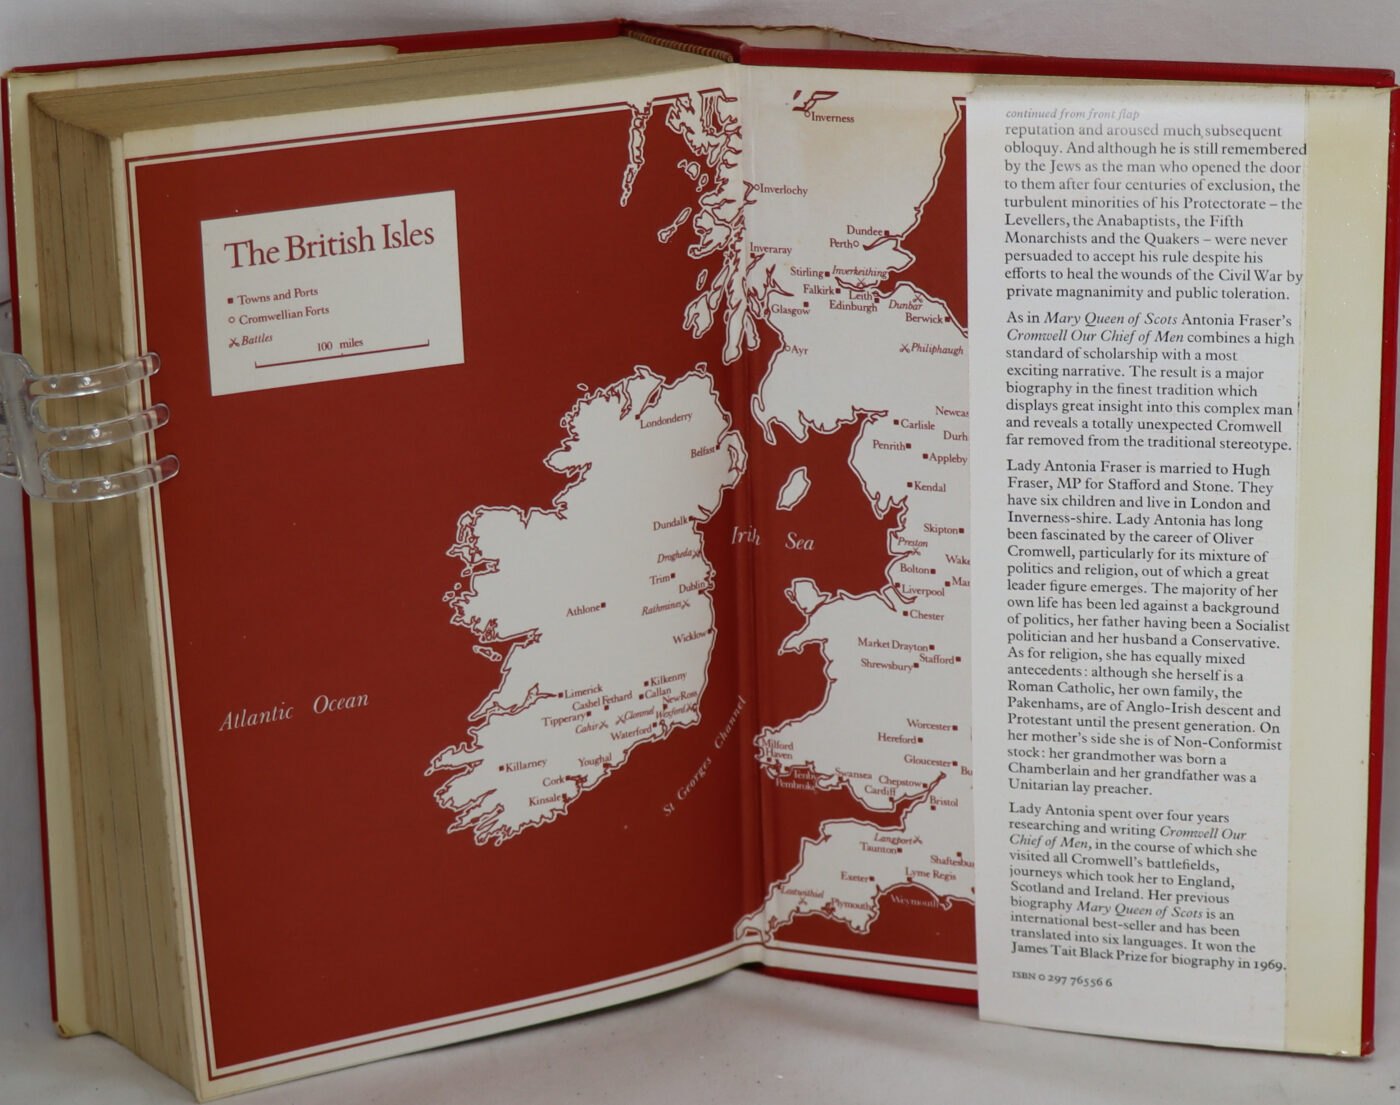 The British Isles
Towns and Ports
Cromwellian Forts
Battles
100 miles
Atlantic Ocean
Irish Sea
St Georges Channel
Londonderry
Belfast
Dundalk
Drogheda
Trim
Dublin
Athlone
Rathmines
Wicklow
Limerick
Kilkenny
Cashel Fethard
Callan
New Ross
Tipperary
Cahir
Clonmel
Wexford
Waterford
Killarney
Youghal
Cork
Kinsale
Inverness
Inverlochy
Dundee
Perth
Inveraray
Stirling
Inverkeithing
Falkirk
Leith
Edinburgh
Dunbar
Glasgow
Berwick
Ayr
Philiphaugh
Newcas
Carlisle
Durh
Penrith
Appleby
Kendal
Skipton
Preston
Wake
Bolton
Man
Liverpool
Chester
Market Drayton
Stafford
Shrewsbury
Worcester
Hereford
Gloucester
Bu
Milford
Haven
Tenby
Pembroke
Swansea
Chepstow
Cardiff
Bristol
Langport
Taunton
Shaftesbu
Exeter
Lyme Regis
Lostwithiel
Plymouth
Weymouth
continued from front flap
reputation and aroused much subsequent
obloquy. And although he is still remembered
by the Jews as the man who opened the door
to them after four centuries of exclusion, the
turbulent minorities of his Protectorate – the
Levellers, the Anabaptists, the Fifth
Monarchists and the Quakers – were never
persuaded to accept his rule despite his
efforts to heal the wounds of the Civil War by
private magnanimity and public toleration.
As in Mary Queen of Scots Antonia Fraser's
Cromwell Our Chief of Men combines a high
standard of scholarship with a most
exciting narrative. The result is a major
biography in the finest tradition which
displays great insight into this complex man
and reveals a totally unexpected Cromwell
far removed from the traditional stereotype.
Lady Antonia Fraser is married to Hugh
Fraser, MP for Stafford and Stone. They
have six children and live in London and
Inverness-shire. Lady Antonia has long
been fascinated by the career of Oliver
Cromwell, particularly for its mixture of
politics and religion, out of which a great
leader figure emerges. The majority of her
own life has been led against a background
of politics, her father having been a Socialist
politician and her husband a Conservative.
As for religion, she has equally mixed
antecedents: although she herself is a
Roman Catholic, her own family, the
Pakenhams, are of Anglo-Irish descent and
Protestant until the present generation. On
her mother's side she is of Non-Conformist
stock: her grandmother was born a
Chamberlain and her grandfather was a
Unitarian lay preacher.
Lady Antonia spent over four years
researching and writing Cromwell Our
Chief of Men, in the course of which she
visited all Cromwell's battlefields,
journeys which took her to England,
Scotland and Ireland. Her previous
biography Mary Queen of Scots is an
international best-seller and has been
translated into six languages. It won the
James Tait Black Prize for biography in 1969.
ISBN 0 297 76556 6